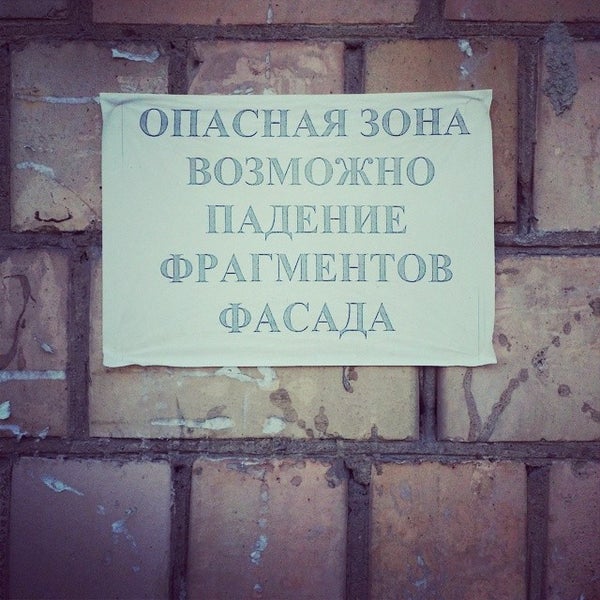 ОПАСНАЯ ЗОНА
ВОЗМОЖНО
ПАДЕНИЕ
ФРАГМЕНТОВ
ФАСАДА